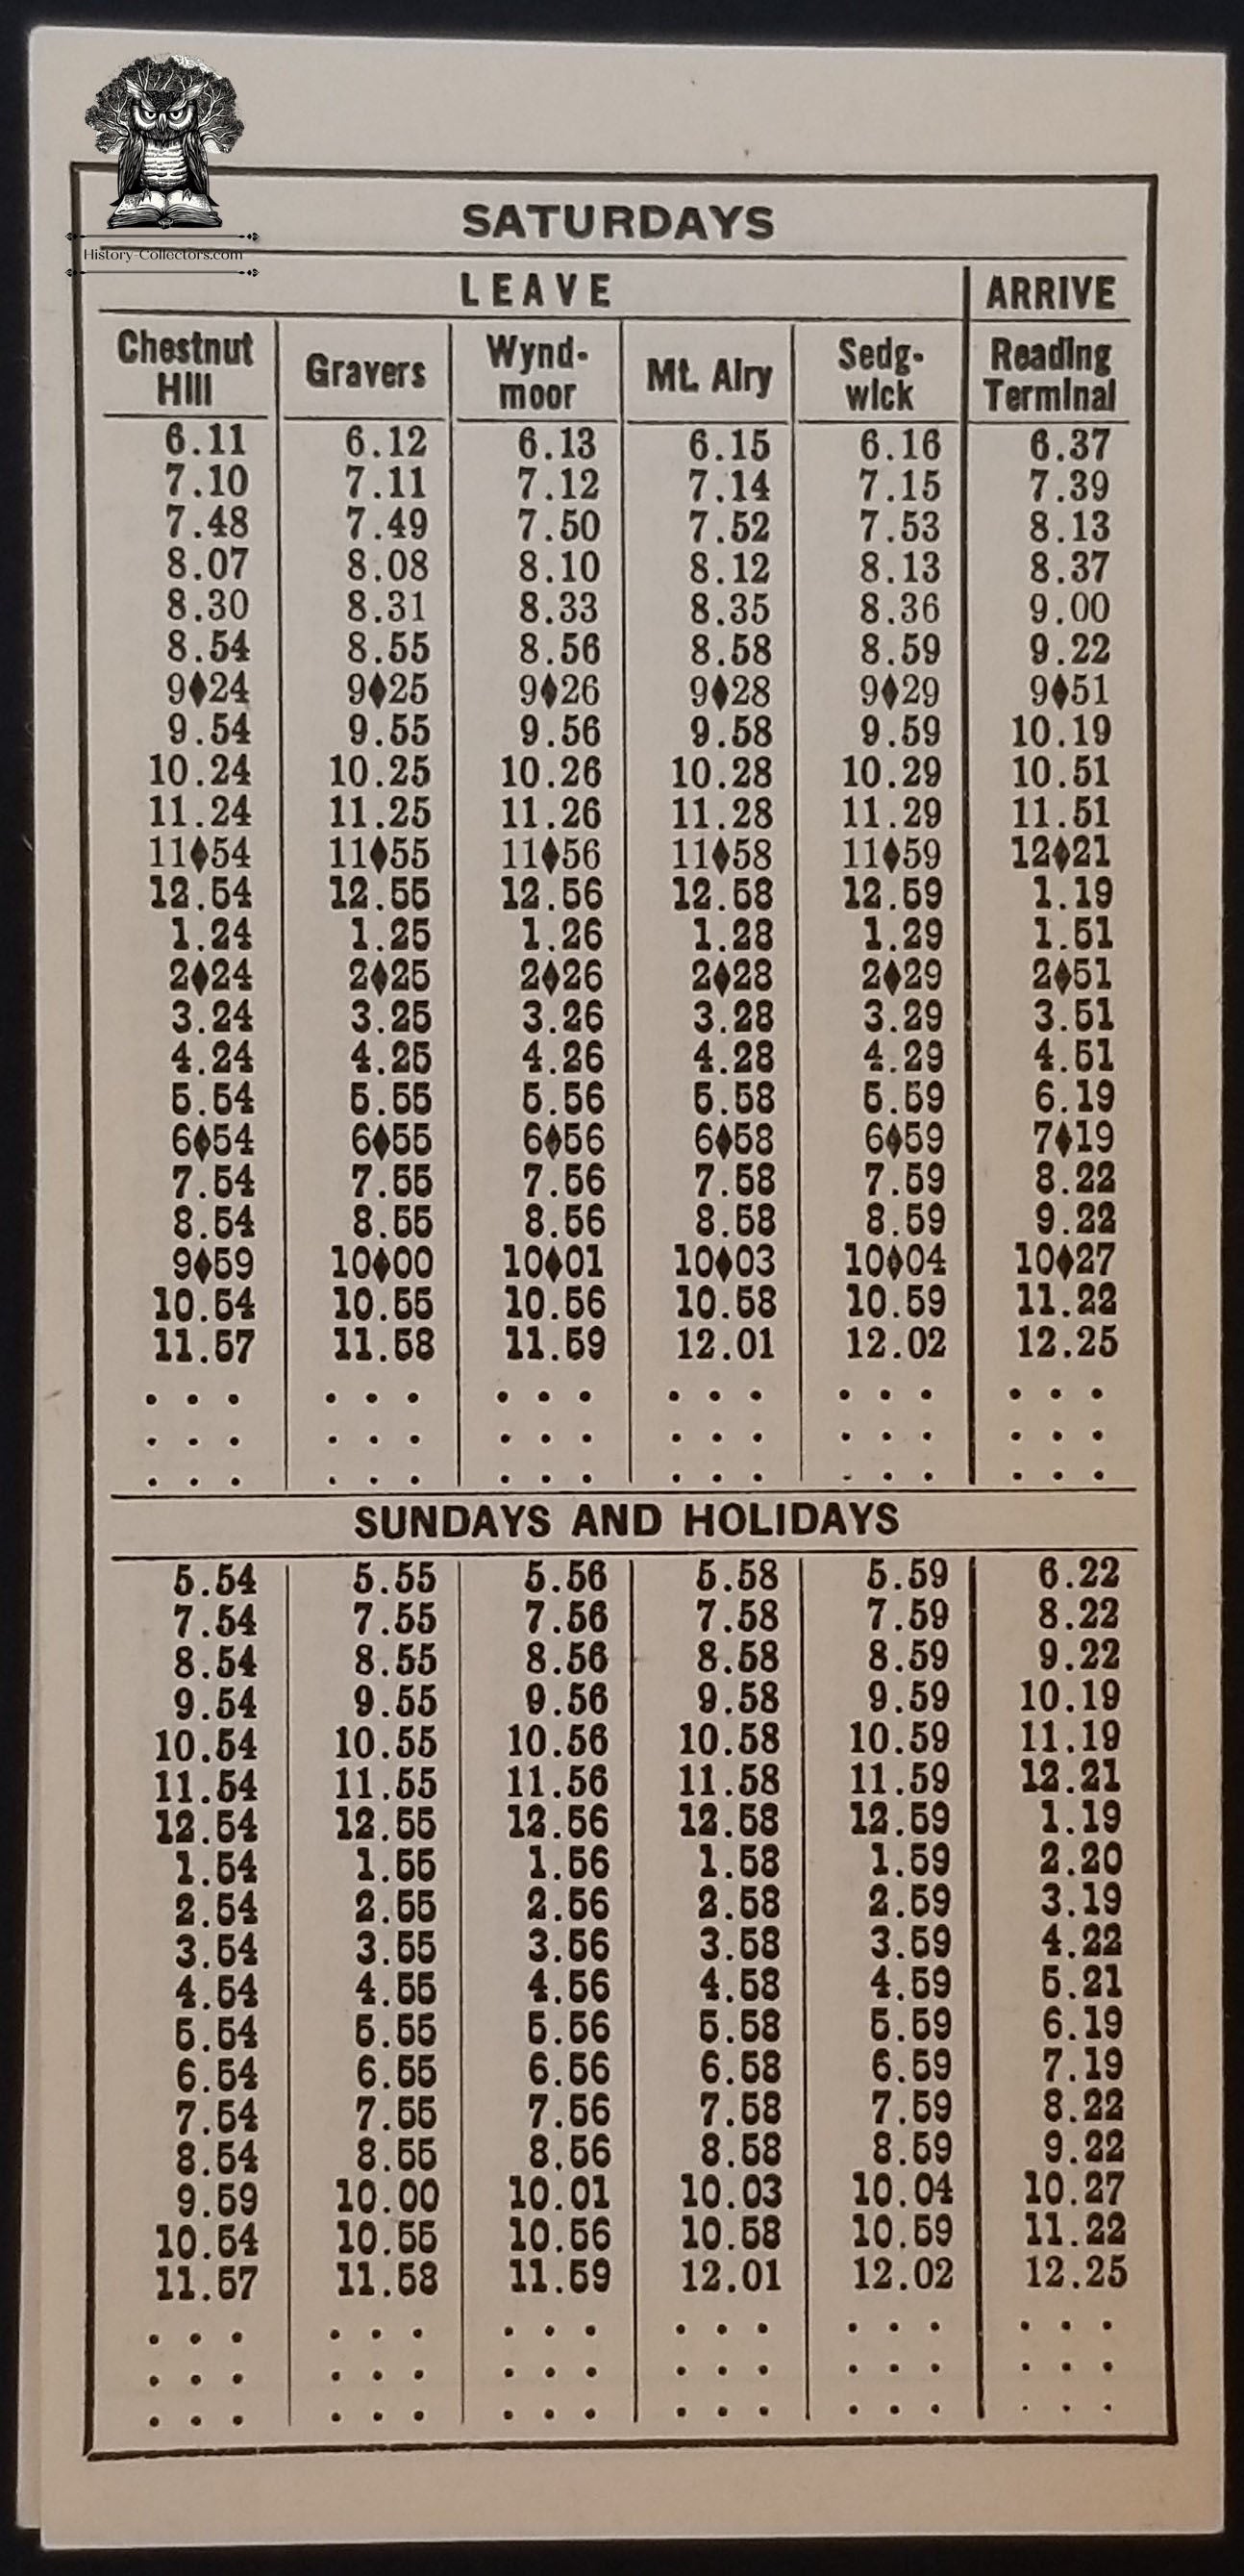 History-Collectors.com
SATURDAYS
LEAVE ARRIVE
Chestnut Hill Gravers Wynd-moor Mt. Airy Sedg-wick Reading Terminal
6.11 6.12 6.13 6.15 6.16 6.37
7.10 7.11 7.12 7.14 7.15 7.39
7.48 7.49 7.50 7.52 7.53 8.13
8.07 8.08 8.10 8.12 8.13 8.37
8.30 8.31 8.33 8.35 8.36 9.00
8.54 8.55 8.56 8.58 8.59 9.22
9♦24 9♦25 9♦26 9♦28 9♦29 9♦51
9.54 9.55 9.56 9.58 9.59 10.19
10.24 10.25 10.26 10.28 10.29 10.51
11.24 11.25 11.26 11.28 11.29 11.51
11♦54 11♦55 11♦56 11♦58 11♦59 12♦21
12.54 12.55 12.56 12.58 12.59 1.19
1.24 1.25 1.26 1.28 1.29 1.51
2♦24 2♦25 2♦26 2♦28 2♦29 2♦51
3.24 3.25 3.26 3.28 3.29 3.51
4.24 4.25 4.26 4.28 4.29 4.51
5.54 5.55 5.56 5.58 5.59 6.19
6♦54 6♦55 6♦56 6♦58 6♦59 7♦19
7.54 7.55 7.56 7.58 7.59 8.22
8.54 8.55 8.56 8.58 8.59 9.22
9♦59 10♦00 10♦01 10♦03 10♦04 10♦27
10.54 10.55 10.56 10.58 10.59 11.22
11.57 11.58 11.59 12.01 12.02 12.25
. . . . . . . . . . . . . . . . . .
. . . . . . . . . . . . . . . . . .
. . . . . . . . . . . . . . . . . .
SUNDAYS AND HOLIDAYS
5.54 5.55 5.56 5.58 5.59 6.22
7.54 7.55 7.56 7.58 7.59 8.22
8.54 8.55 8.56 8.58 8.59 9.22
9.54 9.55 9.56 9.58 9.59 10.19
10.54 10.55 10.56 10.58 10.59 11.19
11.54 11.55 11.56 11.58 11.59 12.21
12.54 12.55 12.56 12.58 12.59 1.19
1.54 1.55 1.56 1.58 1.59 2.20
2.54 2.55 2.56 2.58 2.59 3.19
3.54 3.55 3.56 3.58 3.59 4.22
4.54 4.55 4.56 4.58 4.59 5.21
5.54 5.55 5.56 5.58 5.59 6.19
6.54 6.55 6.56 6.58 6.59 7.19
7.54 7.55 7.56 7.58 7.59 8.22
8.54 8.55 8.56 8.58 8.59 9.22
9.59 10.00 10.01 10.03 10.04 10.27
10.54 10.55 10.56 10.58 10.59 11.22
11.57 11.58 11.59 12.01 12.02 12.25
. . . . . . . . . . . . . . . . . .
. . . . . . . . . . . . . . . . . .
. . . . . . . . . . . . . . . . . .